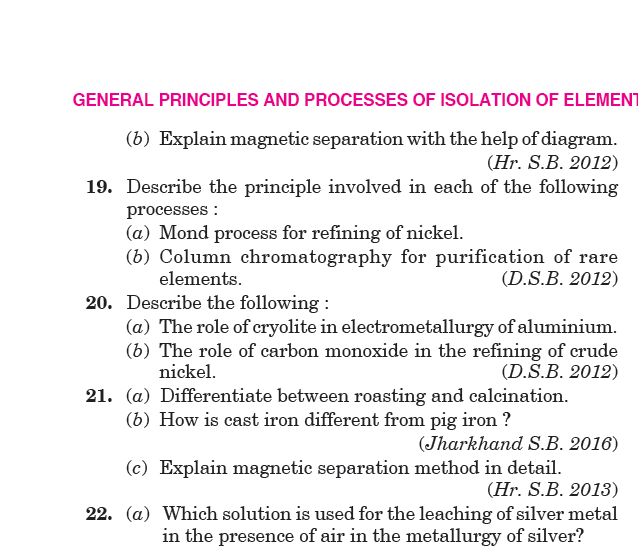 GENERAL PRINCIPLES AND PROCESSES OF ISOLATION OF ELEMENT
(b) Explain magnetic separation with the help of diagram.
(Hr. S.B. 2012)
19. Describe the principle involved in each of the following
processes :
(a) Mond process for refining of nickel.
(b) Column chromatography for purification of rare
elements. (D.S.B. 2012)
20. Describe the following :
(a) The role of cryolite in electrometallurgy of aluminium.
(b) The role of carbon monoxide in the refining of crude
nickel. (D.S.B. 2012)
21. (a) Differentiate between roasting and calcination.
(b) How is cast iron different from pig iron ?
(Jharkhand S.B. 2016)
(c) Explain magnetic separation method in detail.
(Hr. S.B. 2013)
22. (a) Which solution is used for the leaching of silver metal
in the presence of air in the metallurgy of silver?